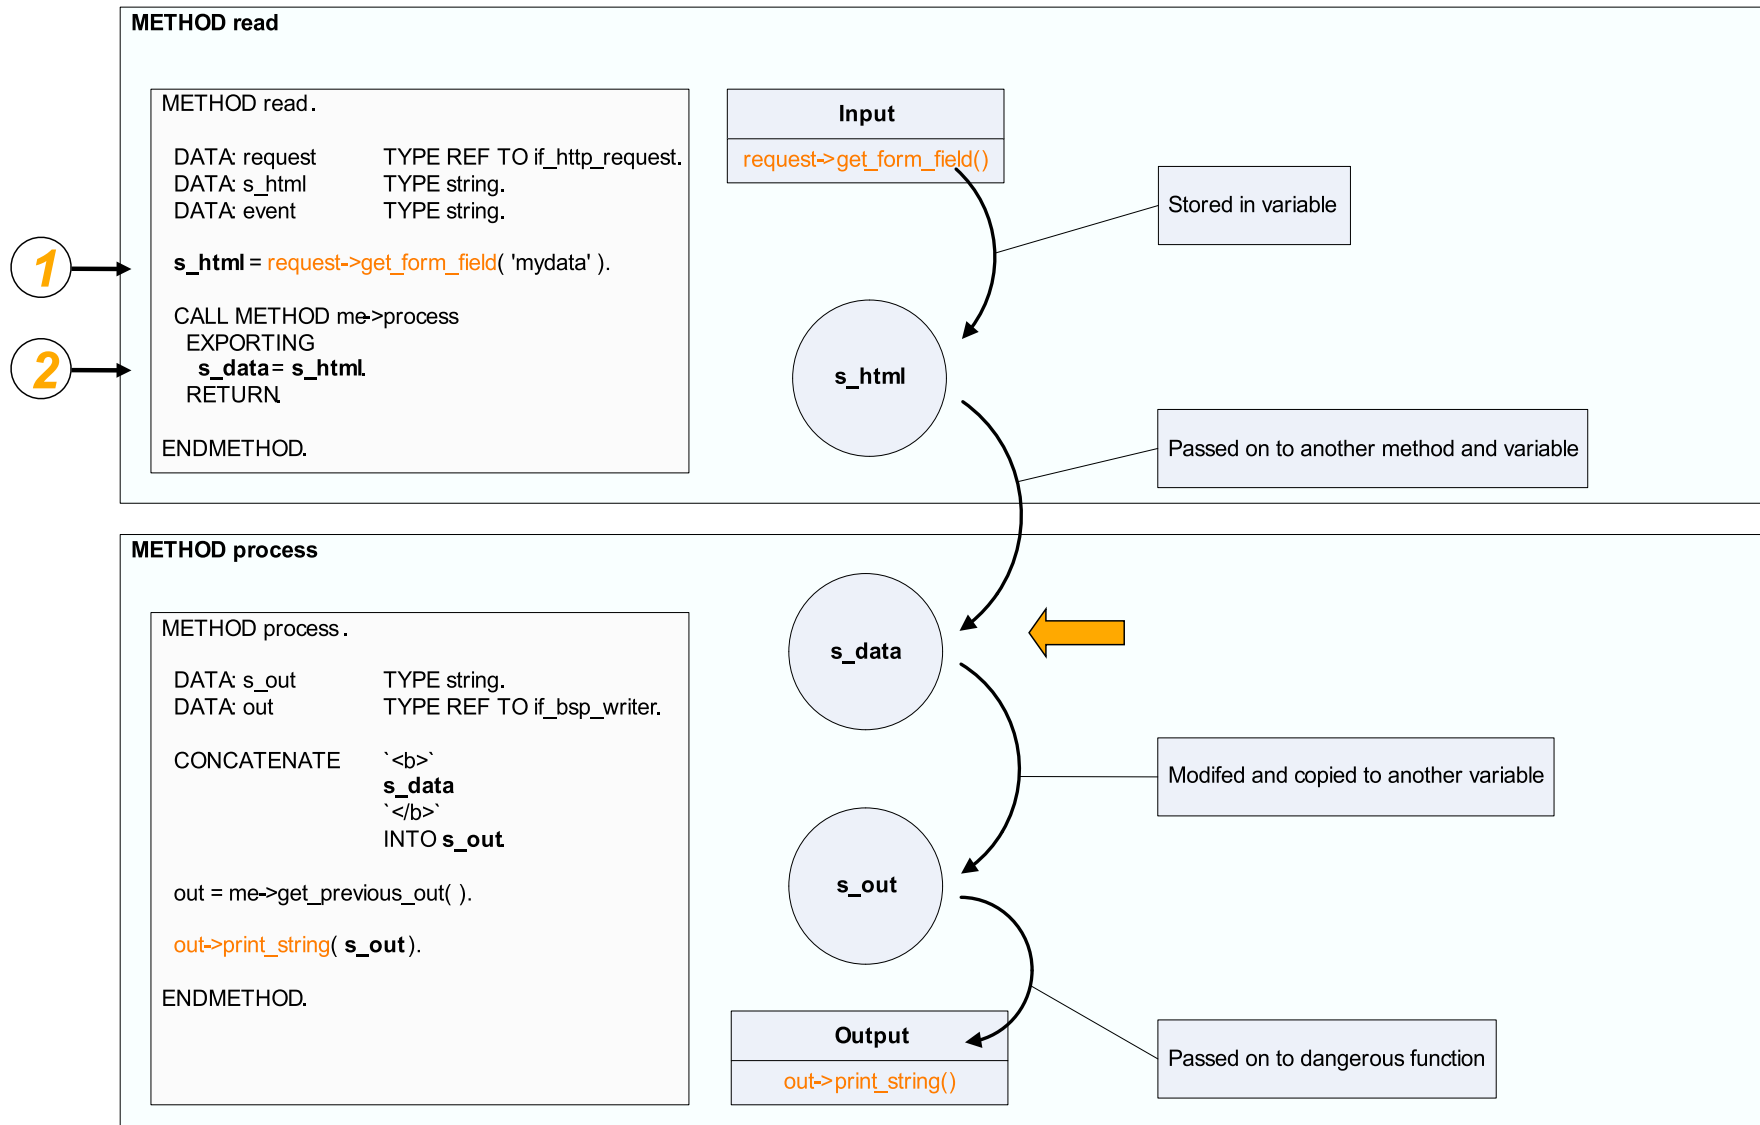 METHOD read
METHOD read.
DATA: request TYPE REF TO if_http_request.
DATA: s_html TYPE string.
DATA: event TYPE string.
s_html = request->get_form_field( 'mydata' ).
CALL METHOD me->process
EXPORTING
s_data = s_html.
RETURN.
ENDMETHOD.
1
2
Input
request->get_form_field()
Stored in variable
s_html
Passed on to another method and variable
METHOD process
METHOD process.
DATA: s_out TYPE string.
DATA: out TYPE REF TO if_bsp_writer.
CONCATENATE `<b>`
s_data
`</b>`
INTO s_out.
out = me->get_previous_out( ).
out->print_string( s_out ).
ENDMETHOD.
s_data
Modifed and copied to another variable
s_out
Output
out->print_string()
Passed on to dangerous function